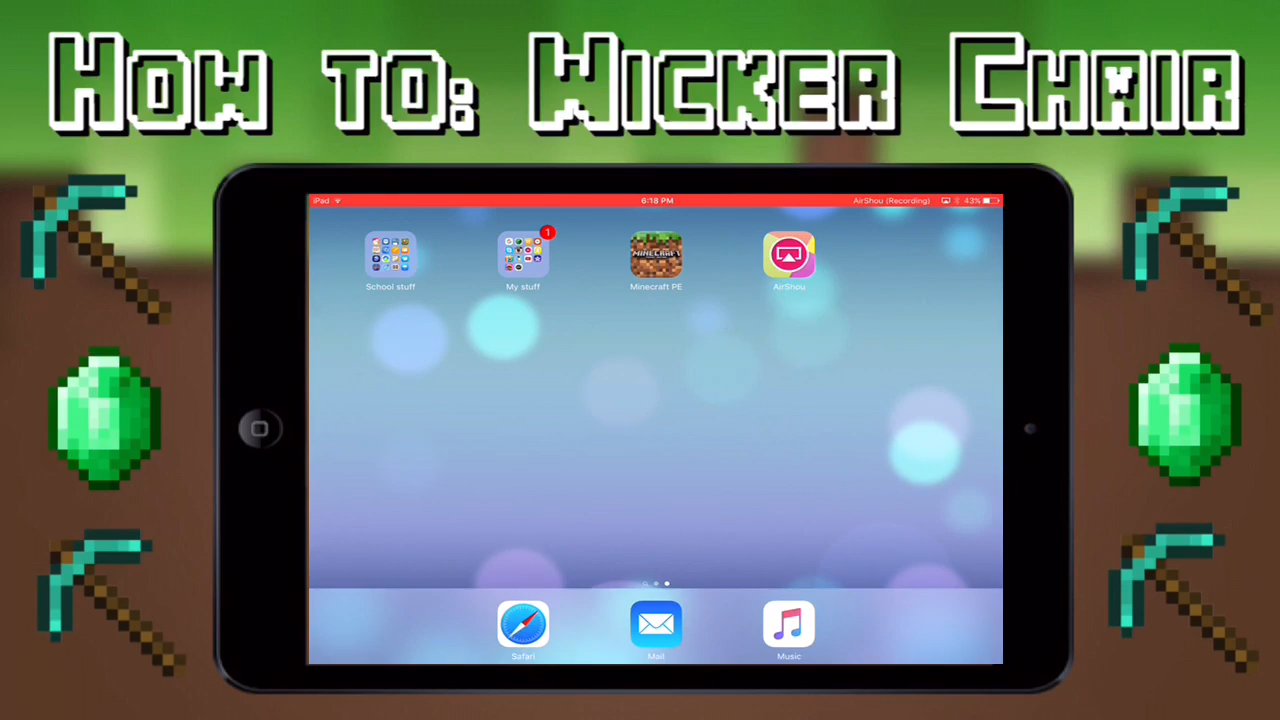 How to: Wicker Chair
iPad 6:18 PM AirShou (Recording) 43%
1
MINECRAFT
School stuff My stuff Minecraft PE AirShou
Safari Mail Music